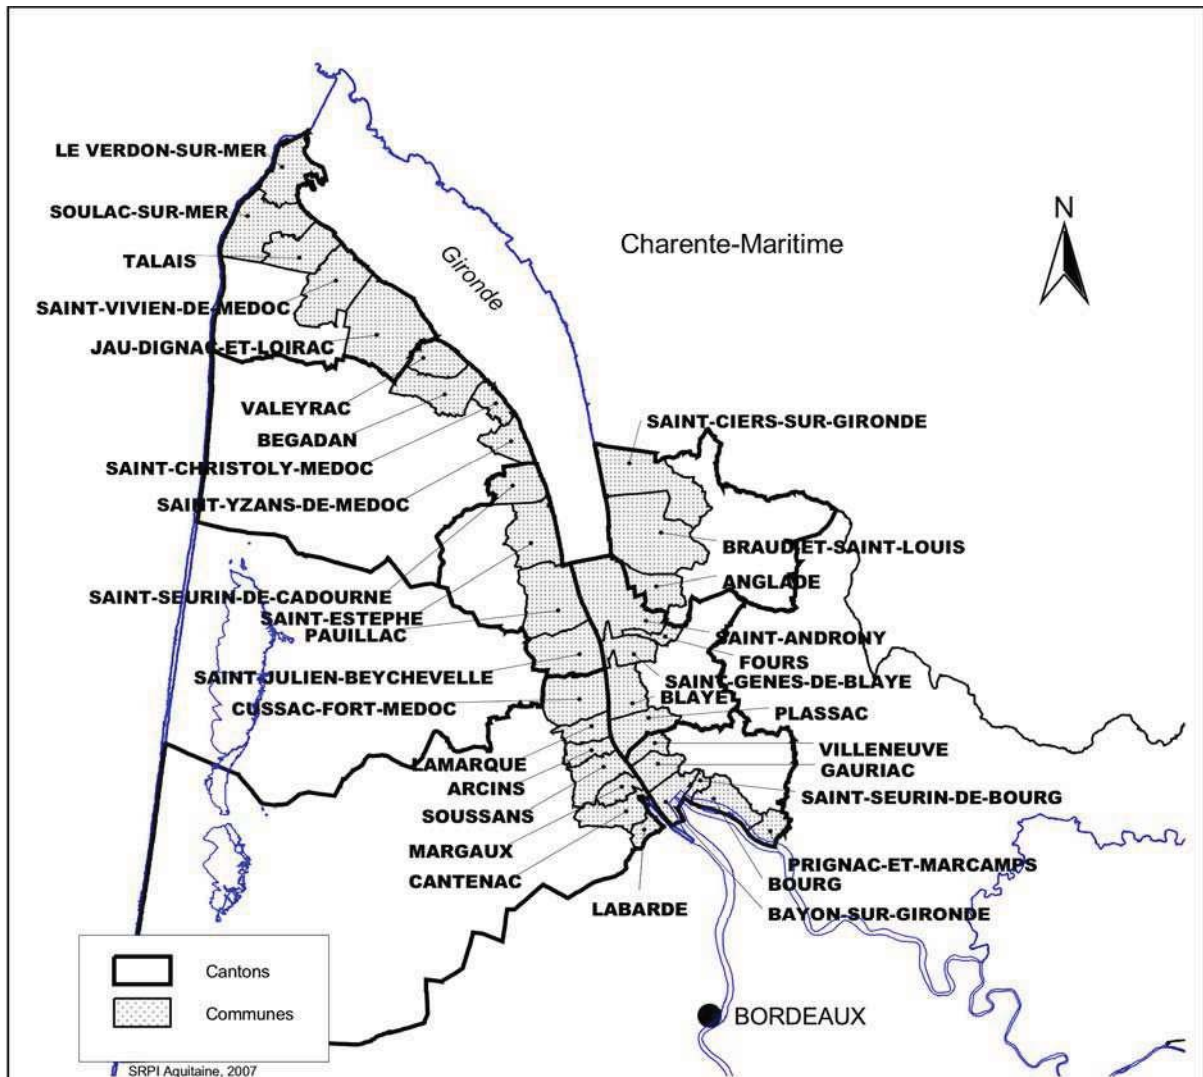 LE VERDON-SUR-MER
SOULAC-SUR-MER
TALAIS
SAINT-VIVIEN-DE-MEDOC
JAU-DIGNAC-ET-LOIRAC
VALEYRAC
BEGADAN
SAINT-CHRISTOLY-MEDOC
SAINT-YZANS-DE-MEDOC
SAINT-SEURIN-DE-CADOURNE
SAINT-ESTEPHE
PAUILLAC
SAINT-JULIEN-BEYCHEVELLE
CUSSAC-FORT-MEDOC
LAMARQUE
ARCINS
SOUSSANS
MARGAUX
CANTENAC
LABARDE
Gironde
Charente-Maritime
N
SAINT-CIERS-SUR-GIRONDE
BRAUD-ET-SAINT-LOUIS
ANGLADE
SAINT-ANDRONY
FOURS
SAINT-GENES-DE-BLAYE
BLAYE
PLASSAC
VILLENEUVE
GAURIAC
SAINT-SEURIN-DE-BOURG
PRIGNAC-ET-MARCAMPS
BOURG
BAYON-SUR-GIRONDE
BORDEAUX
Cantons
Communes
SRPI Aquitaine, 2007